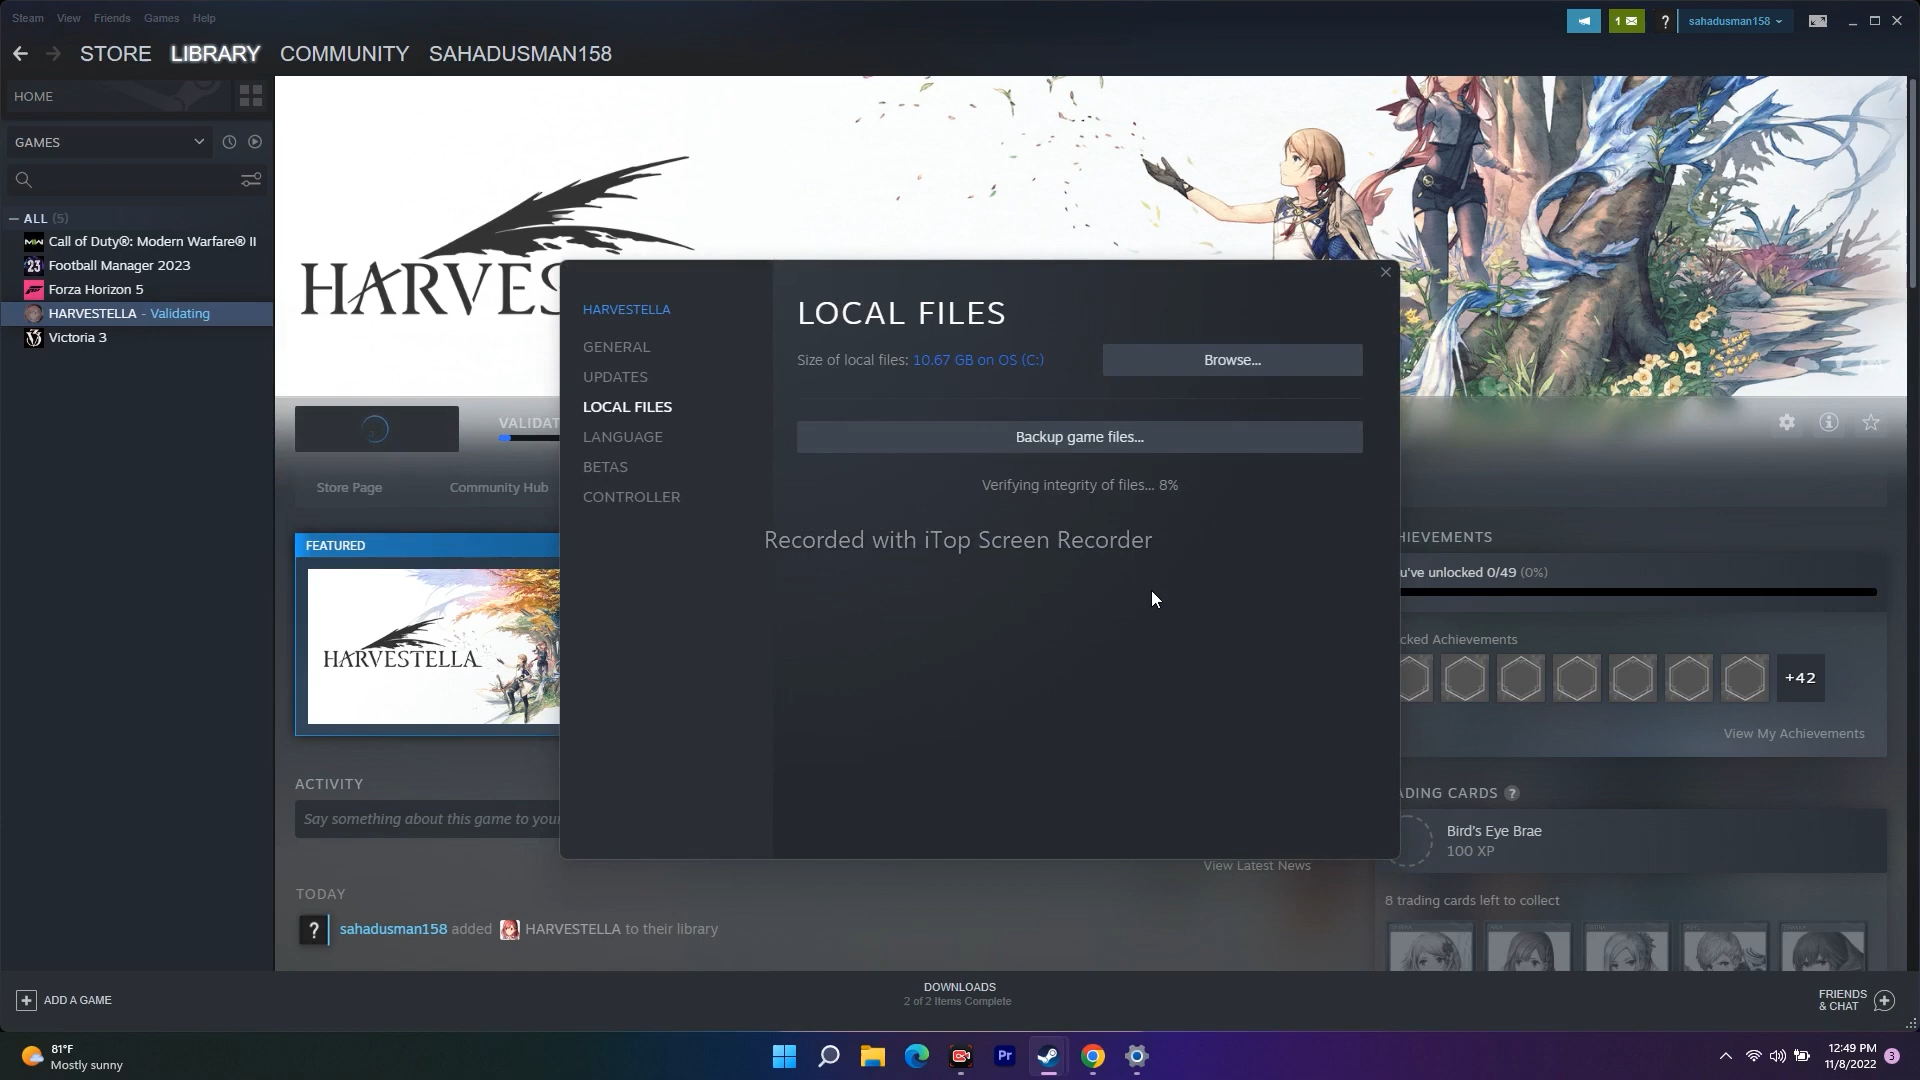 Steam View Friends Games Help
1
?
sahadusman158
STORE LIBRARY COMMUNITY SAHADUSMAN158
HOME
GAMES
ALL (5)
Call of Duty®: Modern Warfare® II
23 Football Manager 2023
Forza Horizon 5
HARVESTELLA - Validating
Victoria 3
HARVES
HARVESTELLA
GENERAL
UPDATES
LOCAL FILES
LANGUAGE
BETAS
CONTROLLER
LOCAL FILES
Size of local files: 10.67 GB on OS (C:)
Browse...
Backup game files...
Verifying integrity of files... 8%
Recorded with iTop Screen Recorder
VALIDAT
Store Page
Community Hub
FEATURED
HARVESTELLA
ACTIVITY
Say something about this game to your
View Latest News
TODAY
? sahadusman158 added HARVESTELLA to their library
HIEVEMENTS
u've unlocked 0/49 (0%)
cked Achievements
+42
View My Achievements
ADING CARDS ?
Bird's Eye Brae
100 XP
8 trading cards left to collect
ADD A GAME
DOWNLOADS
2 of 2 Items Complete
FRIENDS
& CHAT
81°F
Mostly sunny
Pr
12:49 PM
11/8/2022
3